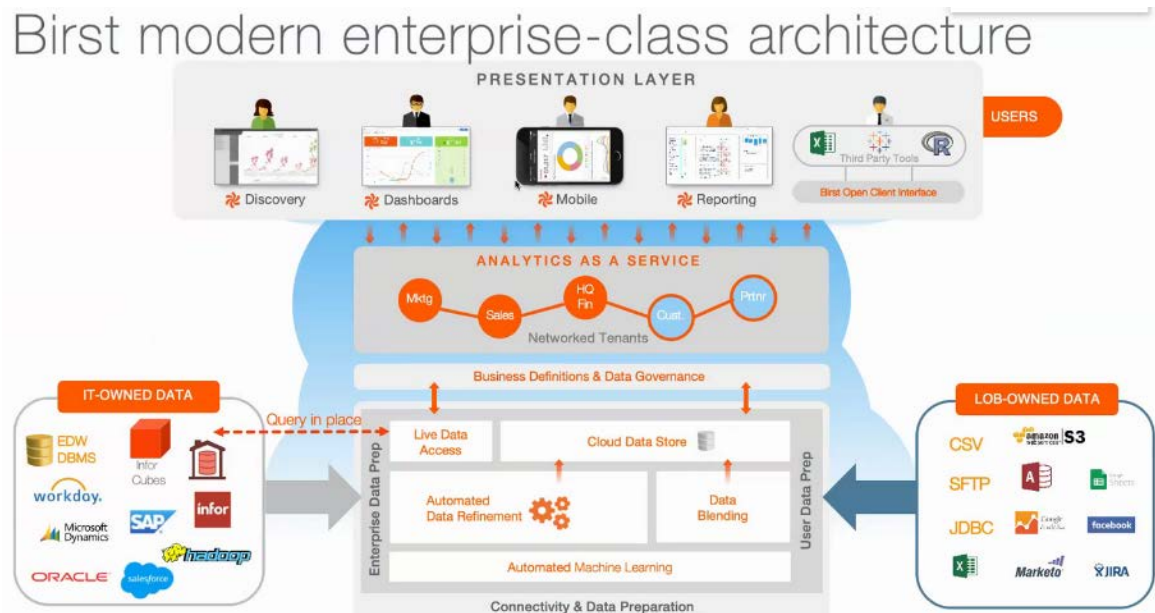 Birst modern enterprise-class architecture
PRESENTATION LAYER
USERS
Third Party Tools
Discovery
Dashboards
Mobile
Reporting
Birst Open Client Interface
ANALYTICS AS A SERVICE
Mktg
Sales
HQ
Fin
Cust.
Prtnr
Networked Tenants
Business Definitions & Data Governance
IT-OWNED DATA
EDW
DBMS
Infor
Cubes
workday.
infor
Microsoft
Dynamics
SAP
hadoop
ORACLE
salesforce
Query in place
Enterprise Data Prep
Live Data
Access
Cloud Data Store
Automated
Data Refinement
Data
Blending
Automated Machine Learning
User Data Prep
Connectivity & Data Preparation
LOB-OWNED DATA
CSV
amazon
S3
SFTP
A
Sheets
JDBC
Google
facebook
Marketo
JIRA